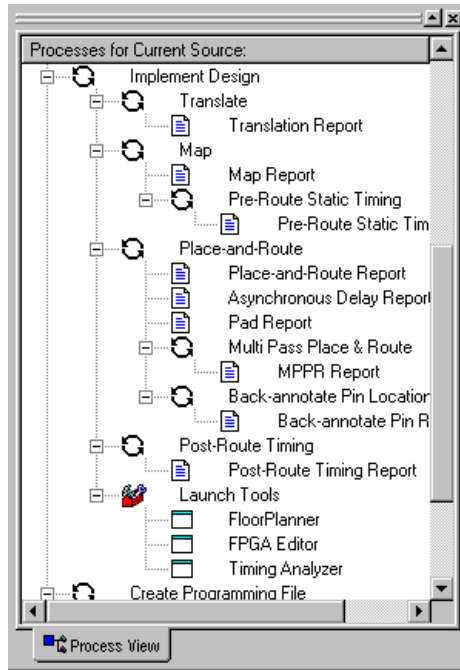 Processes for Current Source:
Implement Design
Translate
Translation Report
Map
Map Report
Pre-Route Static Timing
Pre-Route Static Tim
Place-and-Route
Place-and-Route Report
Asynchronous Delay Report
Pad Report
Multi Pass Place & Route
MPPR Report
Back-annotate Pin Location
Back-annotate Pin R
Post-Route Timing
Post-Route Timing Report
Launch Tools
FloorPlanner
FPGA Editor
Timing Analyzer
Create Programming File
Process View